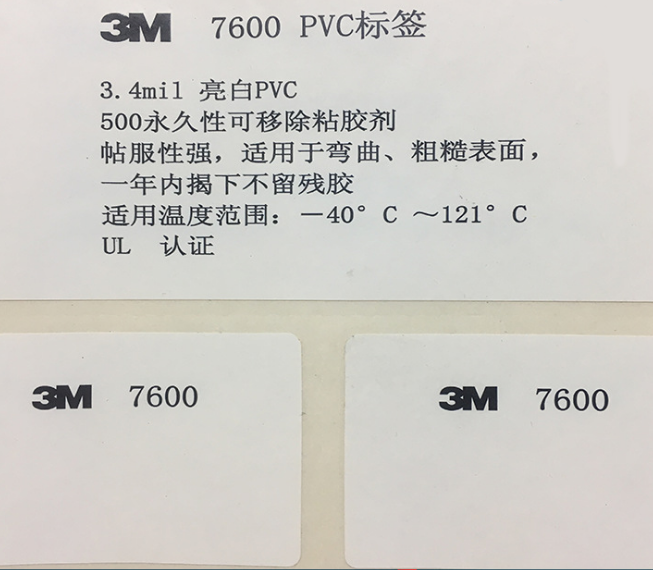 3M 7600 PVC标签
3.4mil 亮白PVC
500永久性可移除粘胶剂
帖服性强，适用于弯曲、粗糙表面，
一年内揭下不留残胶
适用温度范围：－40° C ～121° C
UL 认证
3M 7600
3M 7600